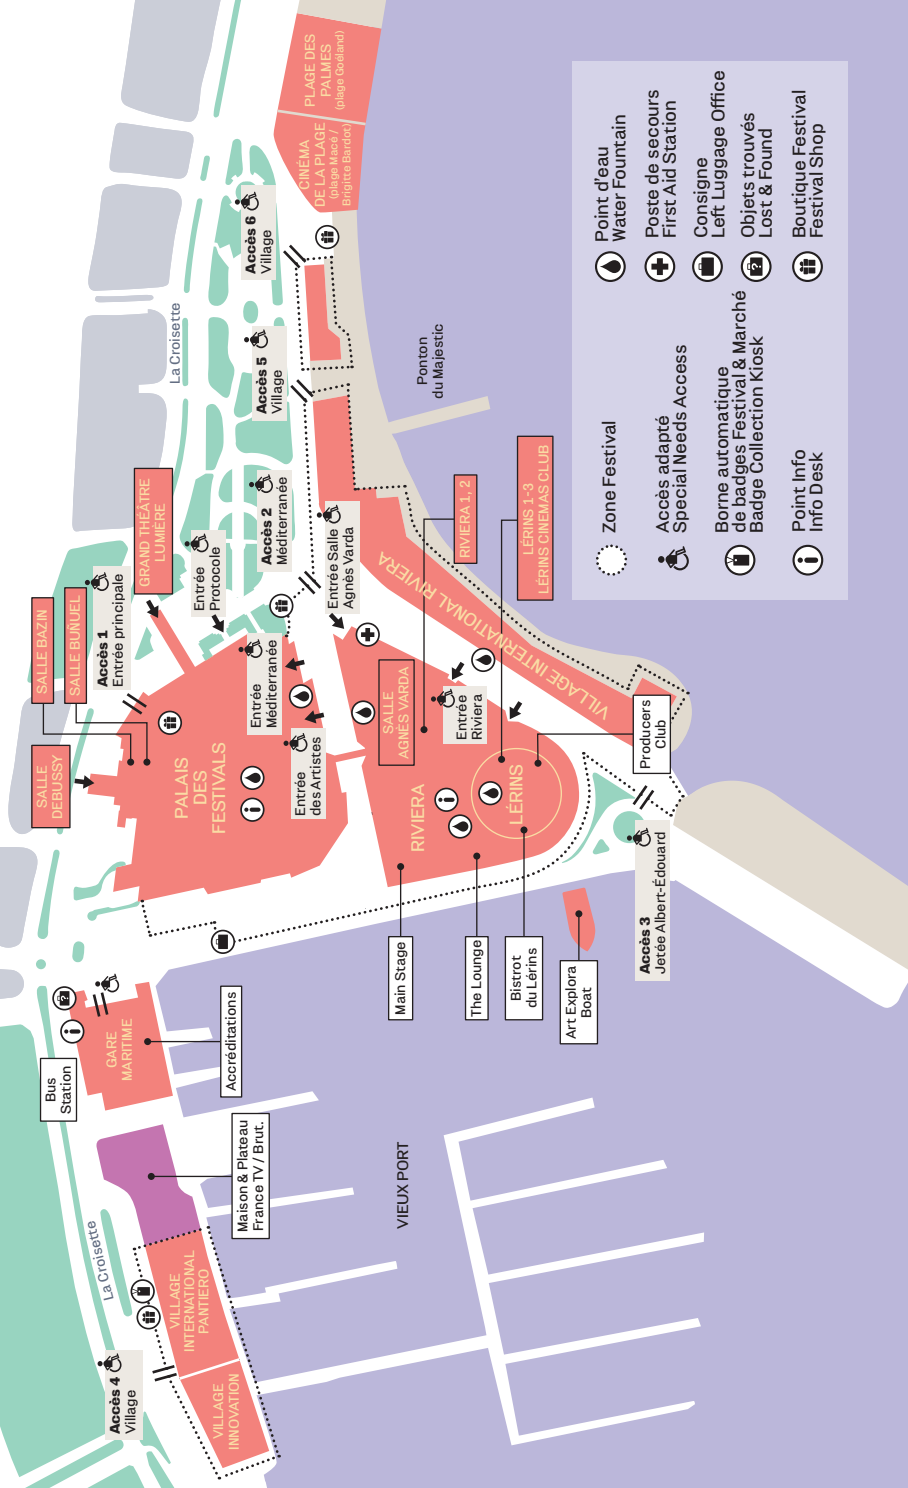 VILLAGE
INNOVATION
VILLAGE
INTERNATIONAL
PANTIERO
Accès 4
Village
La Croisette
Maison & Plateau
France TV / Brut.
Bus
Station
GARE
MARITIME
Accréditations
VIEUX PORT
SALLE
DEBUSSY
SALLE BAZIN
SALLE BUÑUEL
Accès 1
Entrée principale
GRAND THÉÂTRE
LUMIÈRE
PALAIS
DES
FESTIVALS
Entrée
Protocole
Entrée
Méditerranée
Entrée
des Artistes
Accès 2
Méditerranée
Entrée Salle
Agnès Varda
La Croisette
Accès 5
Village
Accès 6
Village
CINÉMA
DE LA PLAGE
(plage Macé /
Brigitte Bardot)
PLAGE DES
PALMES
(plage Goéland)
Ponton
du Majestic
SALLE
AGNÈS VARDA
RIVIERA 1, 2
LÉRINS 1-3
LÉRINS CINEMAS CLUB
VILLAGE INTERNATIONAL RIVIERA
Entrée
Riviera
RIVIERA
LÉRINS
Main Stage
The Lounge
Bistrot
du Lérins
Art Explora
Boat
Accès 3
Jetée Albert-Édouard
Producers
Club
Zone Festival
Accès adapté
Special Needs Access
Borne automatique
de badges Festival & Marché
Badge Collection Kiosk
Point Info
Info Desk
Point d'eau
Water Fountain
Poste de secours
First Aid Station
Consigne
Left Luggage Office
Objets trouvés
Lost & Found
Boutique Festival
Festival Shop